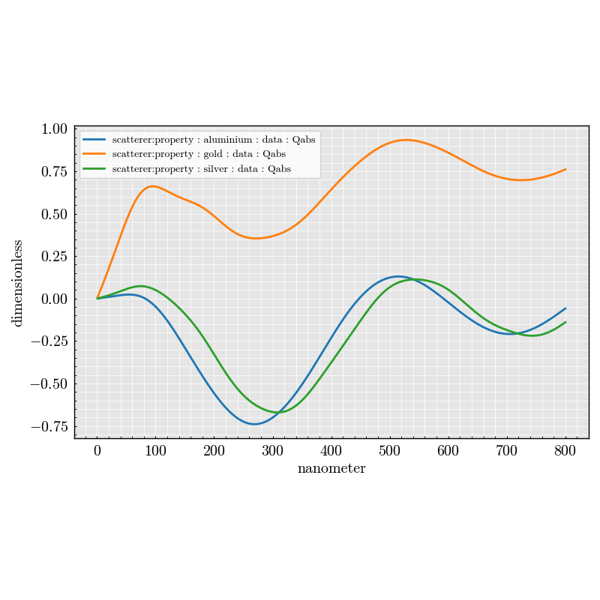 1.00
0.75
0.50
0.25
0.00
−0.25
−0.50
−0.75
dimensionless
scatterer:property : aluminium : data : Qabs
scatterer:property : gold : data : Qabs
scatterer:property : silver : data : Qabs
0 100 200 300 400 500 600 700 800
nanometer